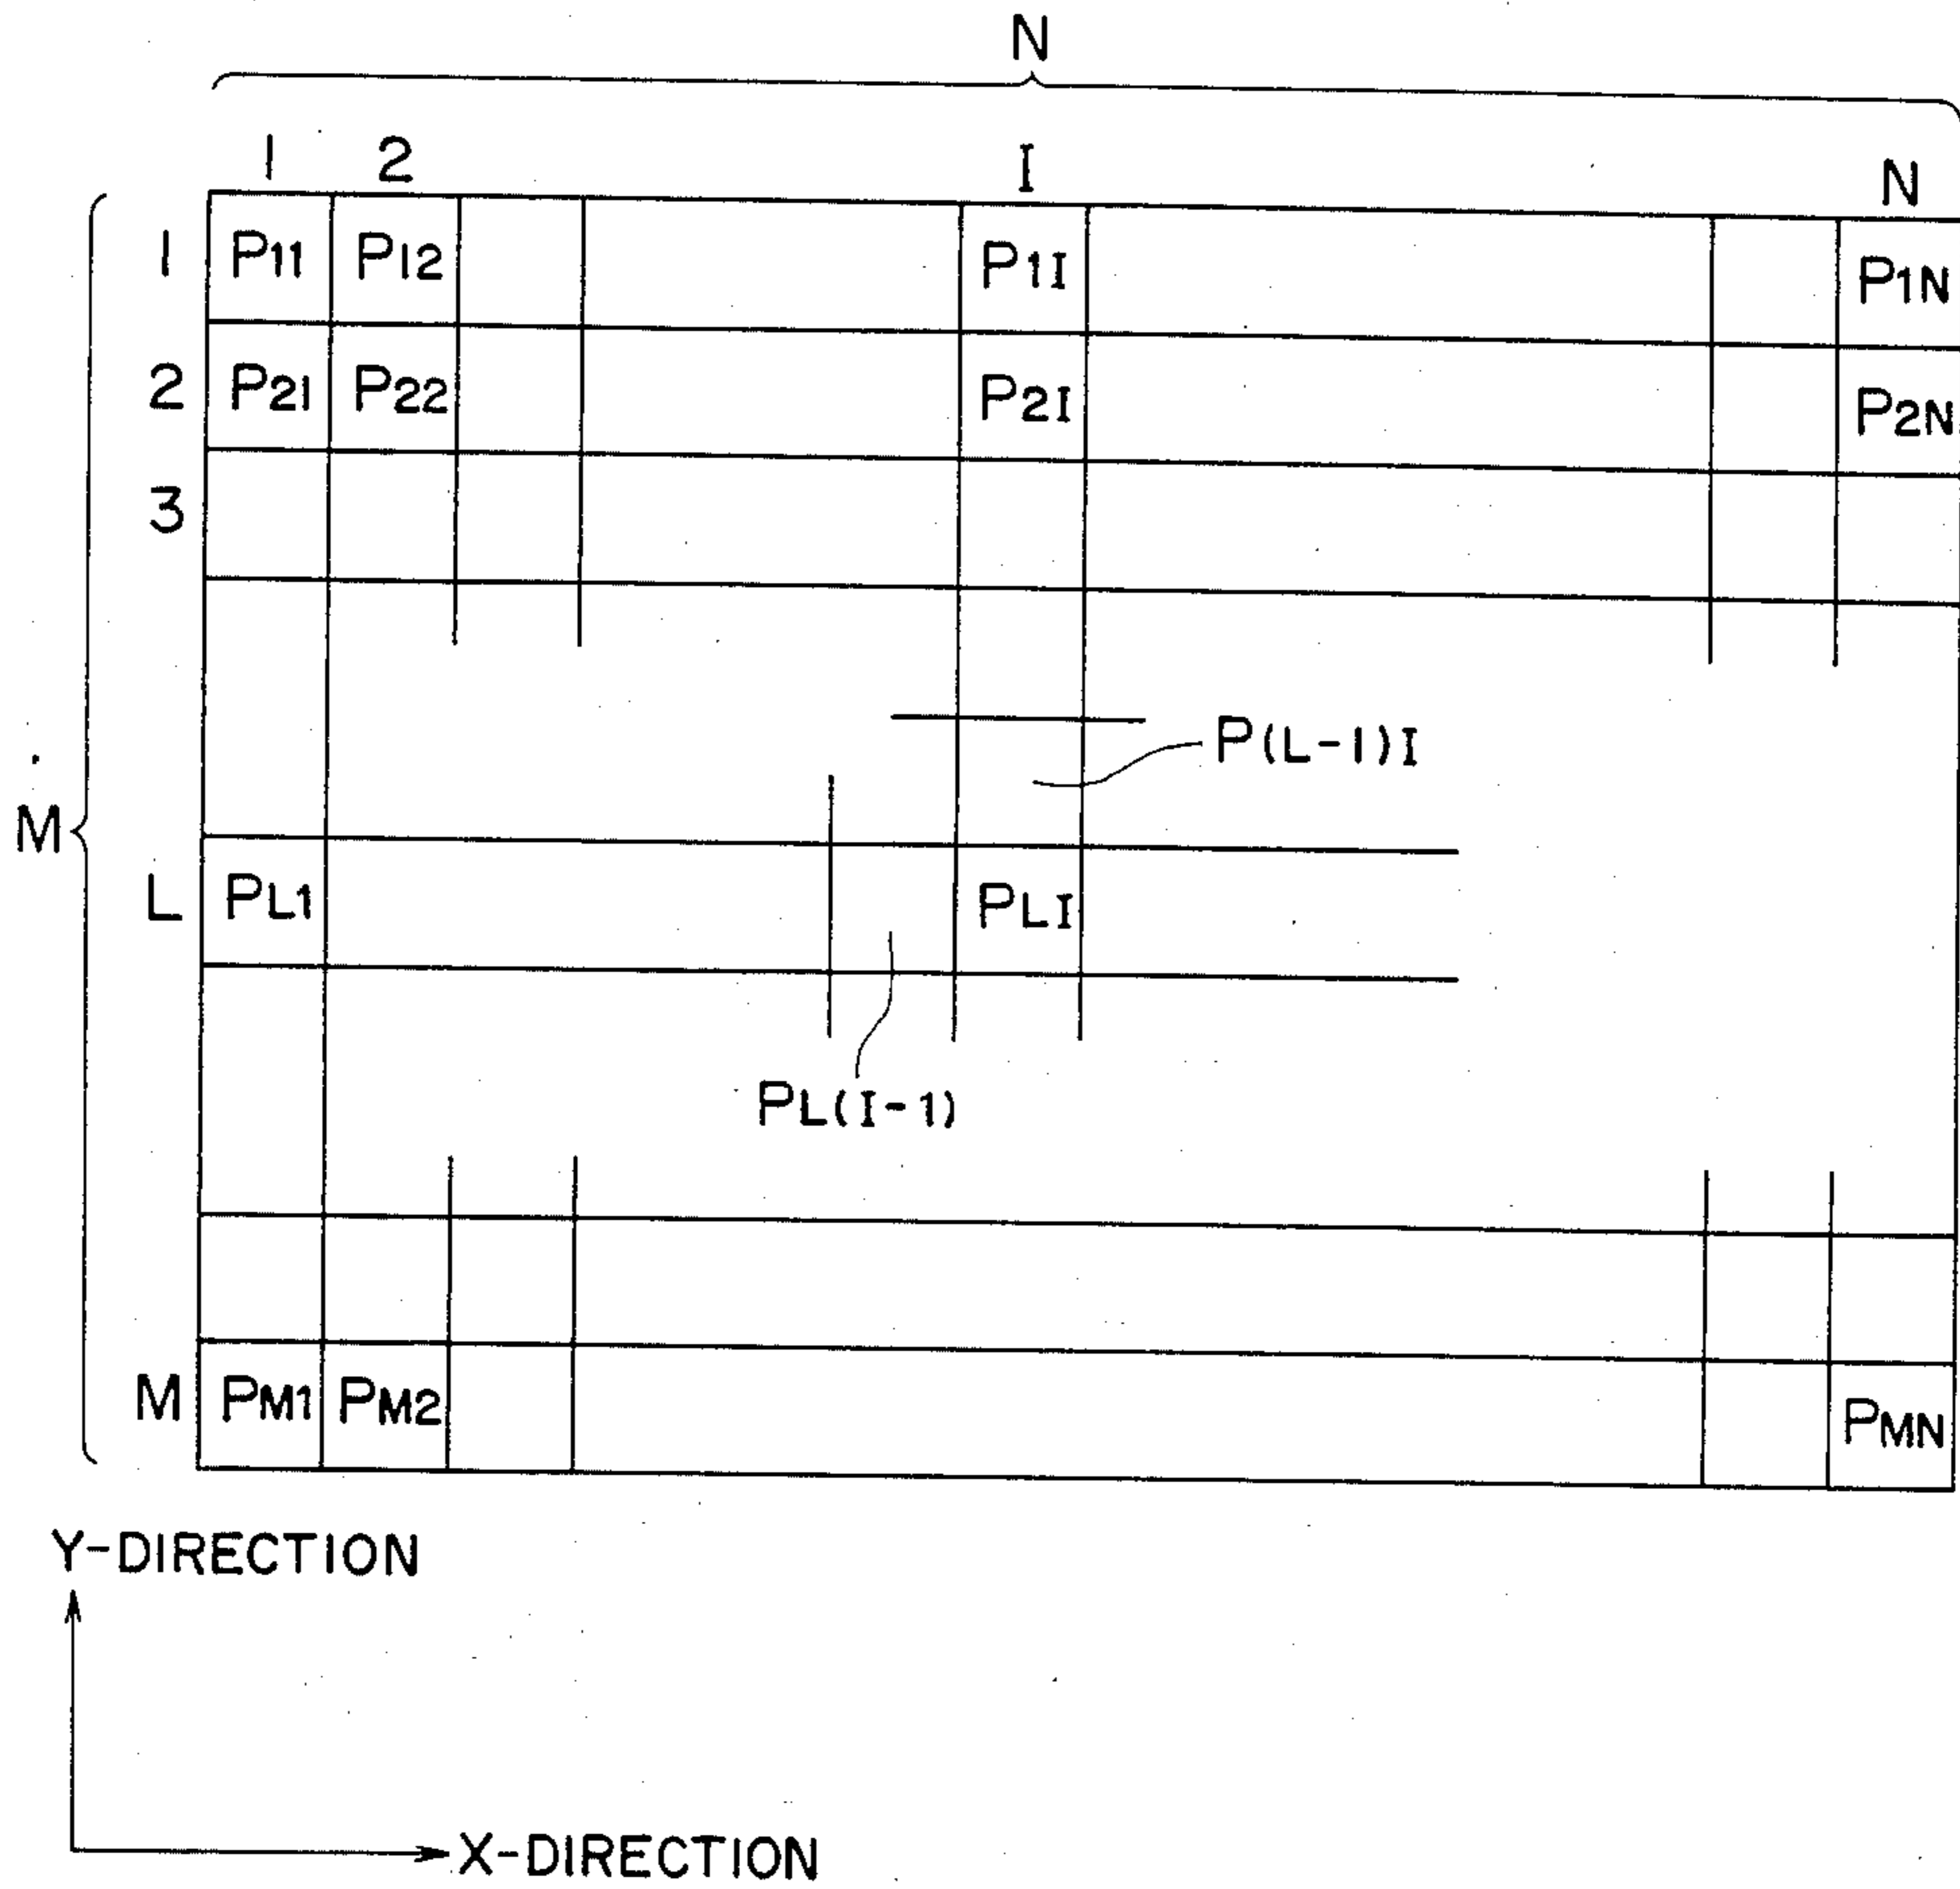 N
1 2 I N
1 P11 P12 P1I P1N
2 P21 P22 P2I P2N
3
P(L-1)I
M
L PL1 PLI
PL(I-1)
M PM1 PM2 PMN
Y-DIRECTION
X-DIRECTION